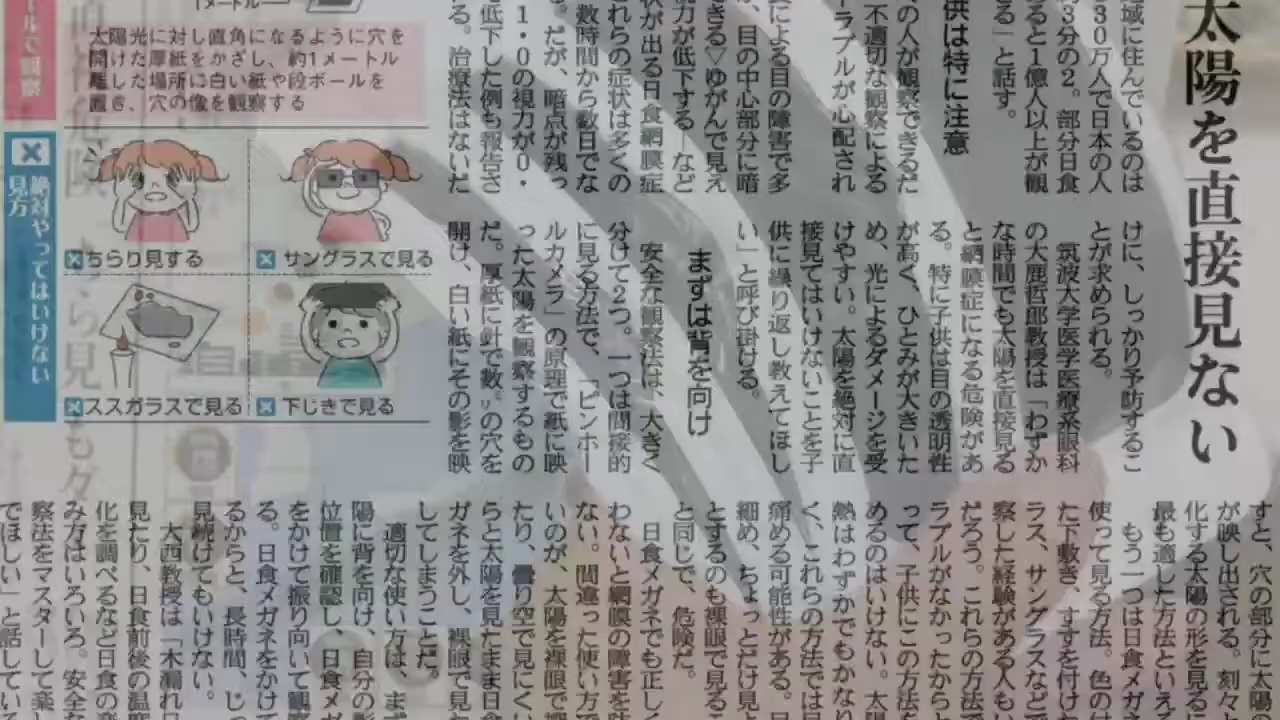 太陽を直接見ない
域に住んでいるのは
30万人で日本の人
約3分の2。部分日食
ると1億人以上が観
る」と話す。
供は特に注意
の人が観察できるだ
不適切な観察による
ラブルが心配され
による目の障害で多
、目の中心部分に暗
きる▽ゆがんで見え
能力が低下する―など
状が出る日食網膜症
これらの症状は多くの
数時間から数日でな
。だが、暗点が残っ
1・0の視力が0・
低下した例も報告さ
る。治療法はないだ
けに、しっかり予防するこ
とが求められる。
筑波大学医学医療系眼科
の大鹿哲郎教授は「わずか
な時間でも太陽を直接見る
と網膜症になる危険があ
る。特に子供は目の透明性
が高く、ひとみが大きいた
め、光によるダメージを受
けやすい。太陽を絶対に直
接見てはいけないことを子
供に繰り返し教えてほし
い」と呼び掛ける。
まずは背を向け
安全な観察法は、大きく
分けて2つ。一つは間接的
に見る方法で、「ピンホー
ルカメラ」の原理で紙に映
った太陽を観察するもの
だ。厚紙に針で数㍉の穴を
開け、白い紙にその影を映
すと、穴の部分に太陽の
が映し出される。刻々
化する太陽の形を見る
最も適した方法といえ
もう一つは日食メガ
使って見る方法。色の
た下敷き、すすを付け
ラス、サングラスなどで
察した経験がある人もい
だろう。これらの方法で
ラブルがなかったからと
って、子供にこの方法を
めるのはいけない。太
熱はわずかでもかなり
く、これらの方法では目
痛める可能性がある。目
細め、ちょっとだけ見よ
とするのも裸眼で見るこ
と同じで、危険だ。
日食メガネでも正しく
わないと網膜の障害を防
ない。間違った使い方で
いのが、太陽を裸眼で探
たり、曇り空で見にくい
らと太陽を見たまま日食
ガネを外し、裸眼で見た
してしまうことだ。
適切な使い方は、まず
陽に背を向け、自分の影
位置を確認し、日食メガ
をかけて振り向いて観
る。日食メガネをかけて
るからと、長時間、じっ
見続けてもいけない。
大西教授は「木漏れ日
見たり、日食前後の温度
化を調べるなど日食の楽
み方はいろいろ。安全な
察法をマスターして楽し
でほしい」と話している
1メートル
ルで観察
太陽光に対し直角になるように穴を
開けた厚紙をかざし、約1メートル
離した場所に白い紙や段ボールを
置き、穴の像を観察する
× 絶対やってはいけない
見方
×ちらり見する
×サングラスで見る
×ススガラスで見る
×下じきで見る